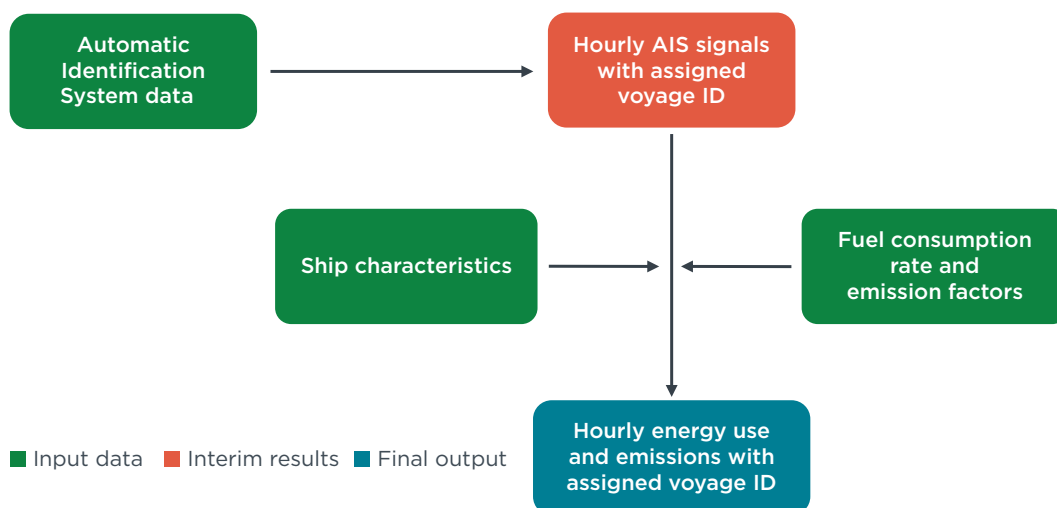 Automatic
Identification
System data
Hourly AIS signals
with assigned
voyage ID
Ship characteristics
Fuel consumption
rate and
emission factors
Hourly energy use
and emissions with
assigned voyage ID
Input data
Interim results
Final output